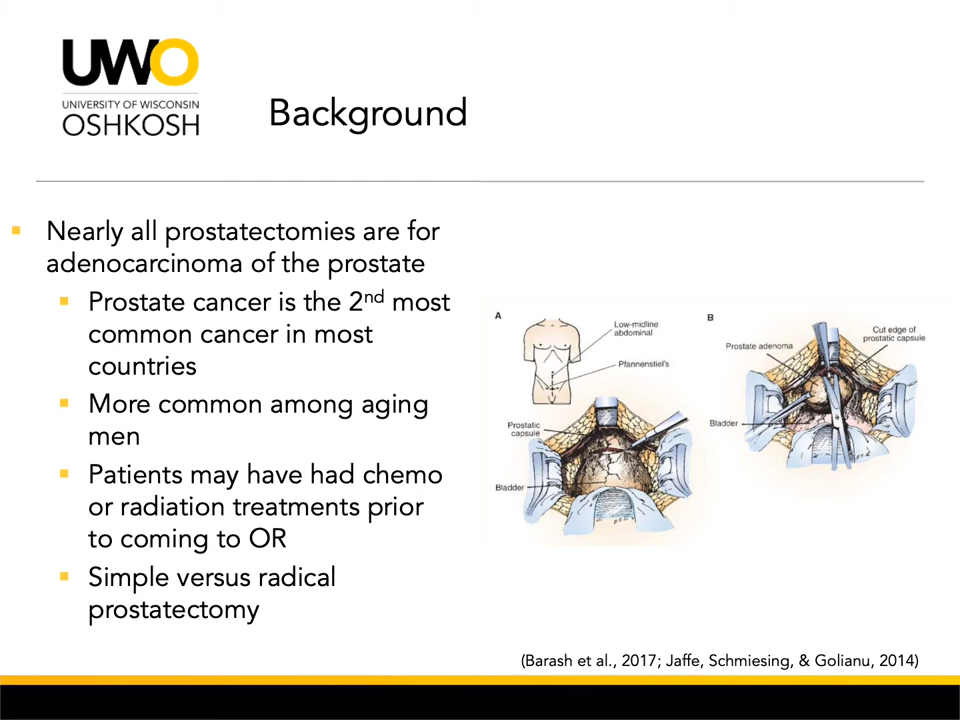 UWO
UNIVERSITY OF WISCONSIN
OSHKOSH
Background
Nearly all prostatectomies are for
adenocarcinoma of the prostate
Prostate cancer is the 2nd most
common cancer in most
countries
More common among aging
men
Patients may have had chemo
or radiation treatments prior
to coming to OR
Simple versus radical
prostatectomy
A
Low-midline
abdominal
Pfannenstiel's
Prostatic
capsule
Bladder
B
Prostate adenoma
Cut edge of
prostatic capsule
Bladder
(Barash et al., 2017; Jaffe, Schmiesing, & Golianu, 2014)